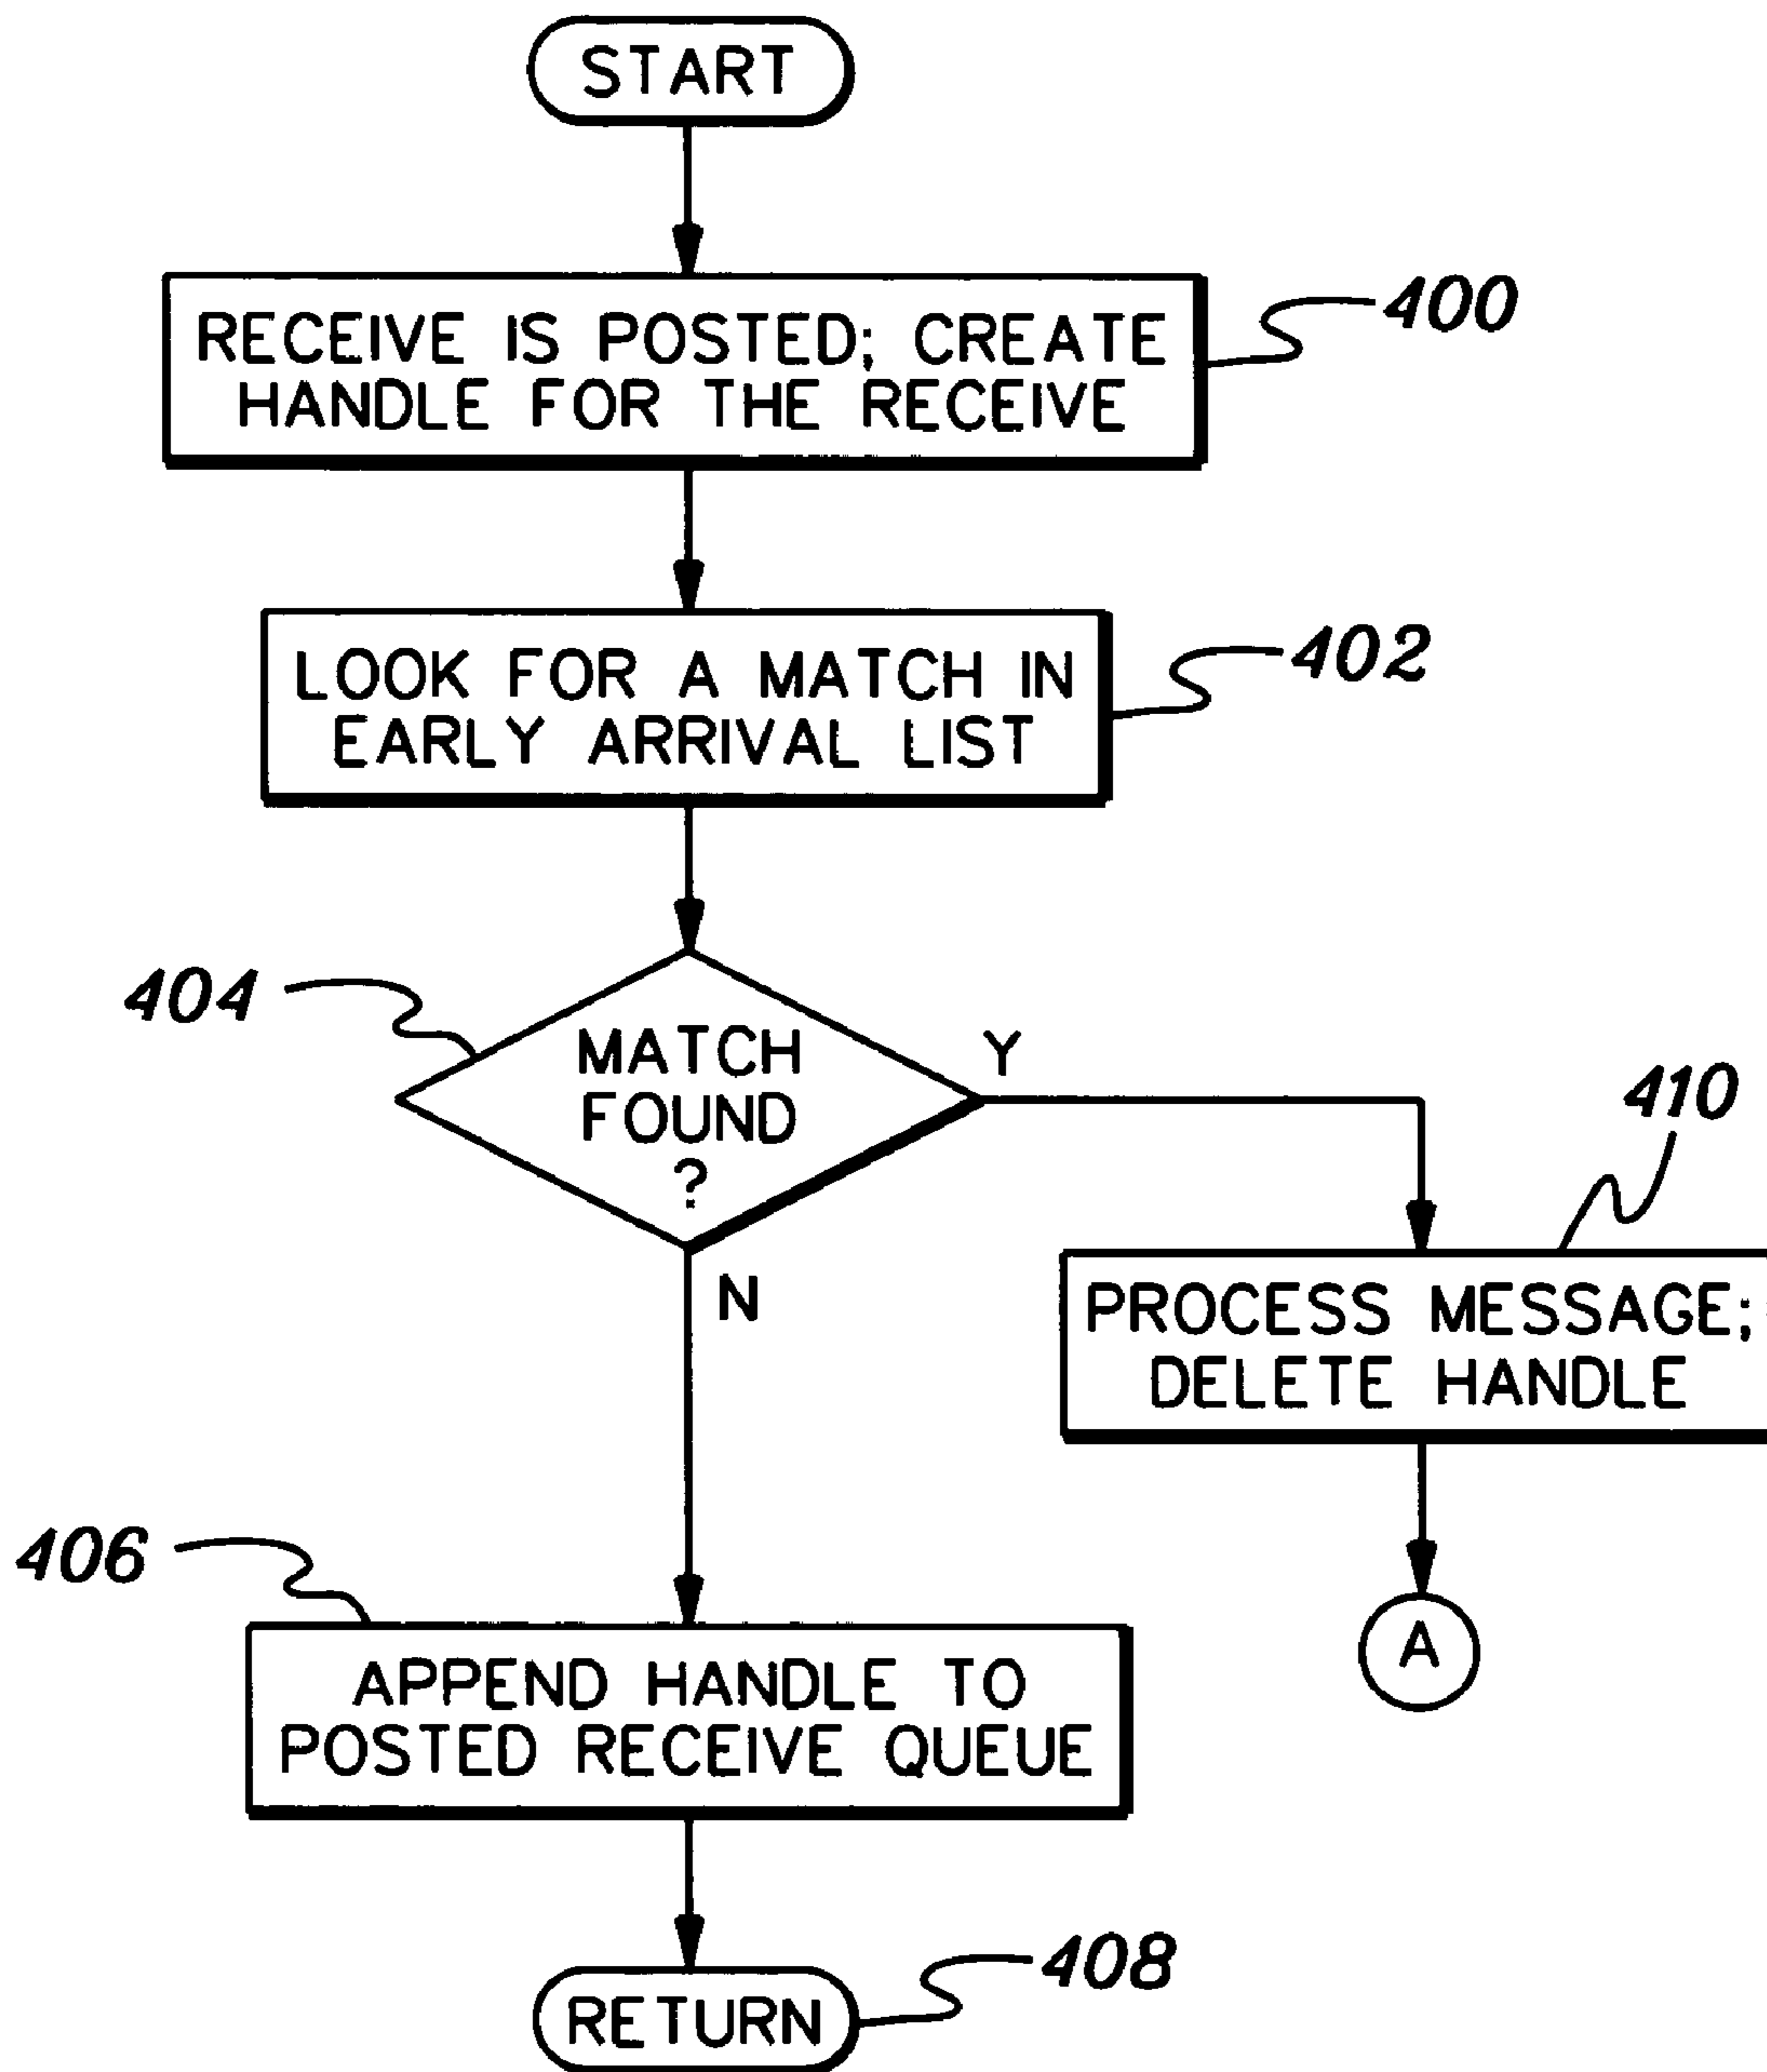 START
RECEIVE IS POSTED; CREATE
HANDLE FOR THE RECEIVE
400
LOOK FOR A MATCH IN
EARLY ARRIVAL LIST
402
404
MATCH
FOUND
?
Y
N
410
PROCESS MESSAGE;
DELETE HANDLE
A
406
APPEND HANDLE TO
POSTED RECEIVE QUEUE
RETURN
408